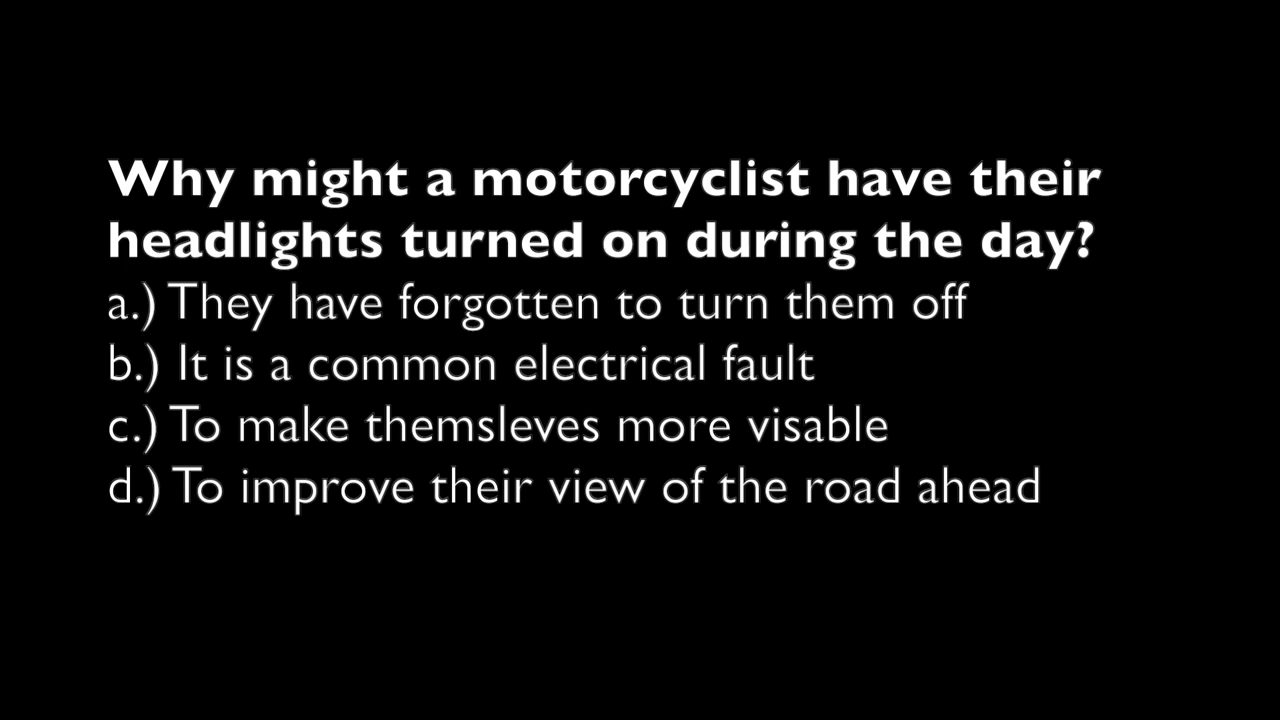 Why might a motorcyclist have their
headlights turned on during the day?
a.) They have forgotten to turn them off
b.) It is a common electrical fault
c.) To make themsleves more visable
d.) To improve their view of the road ahead